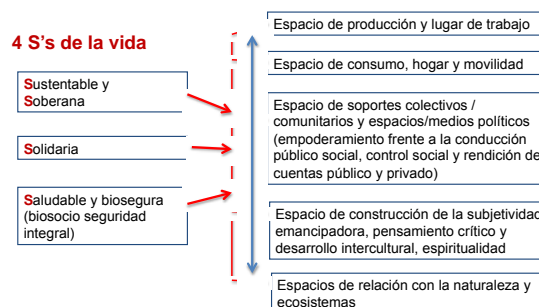 4 S's de la vida
Sustentable y
Soberana
Solidaria
Saludable y biosegura
(biosocio seguridad
integral)
Espacio de producción y lugar de trabajo
Espacio de consumo, hogar y movilidad
Espacio de soportes colectivos /
comunitarios y espacios/medios políticos
(empoderamiento frente a la conducción
público social, control social y rendición de
cuentas público y privado)
Espacio de construcción de la subjetividad
emancipadora, pensamiento crítico y
desarrollo intercultural, espiritualidad
Espacios de relación con la naturaleza y
ecosistemas